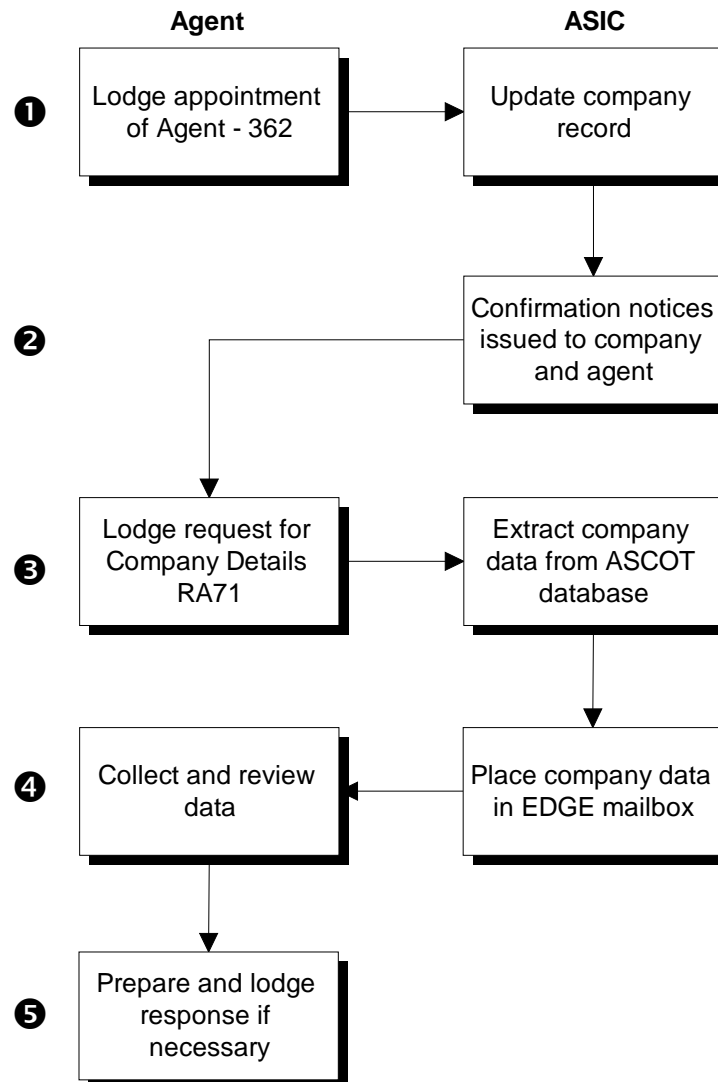 Agent
ASIC
❶
Lodge appointment
of Agent - 362
Update company
record
❷
Confirmation notices
issued to company
and agent
❸
Lodge request for
Company Details
RA71
Extract company
data from ASCOT
database
❹
Collect and review
data
Place company data
in EDGE mailbox
❺
Prepare and lodge
response if
necessary